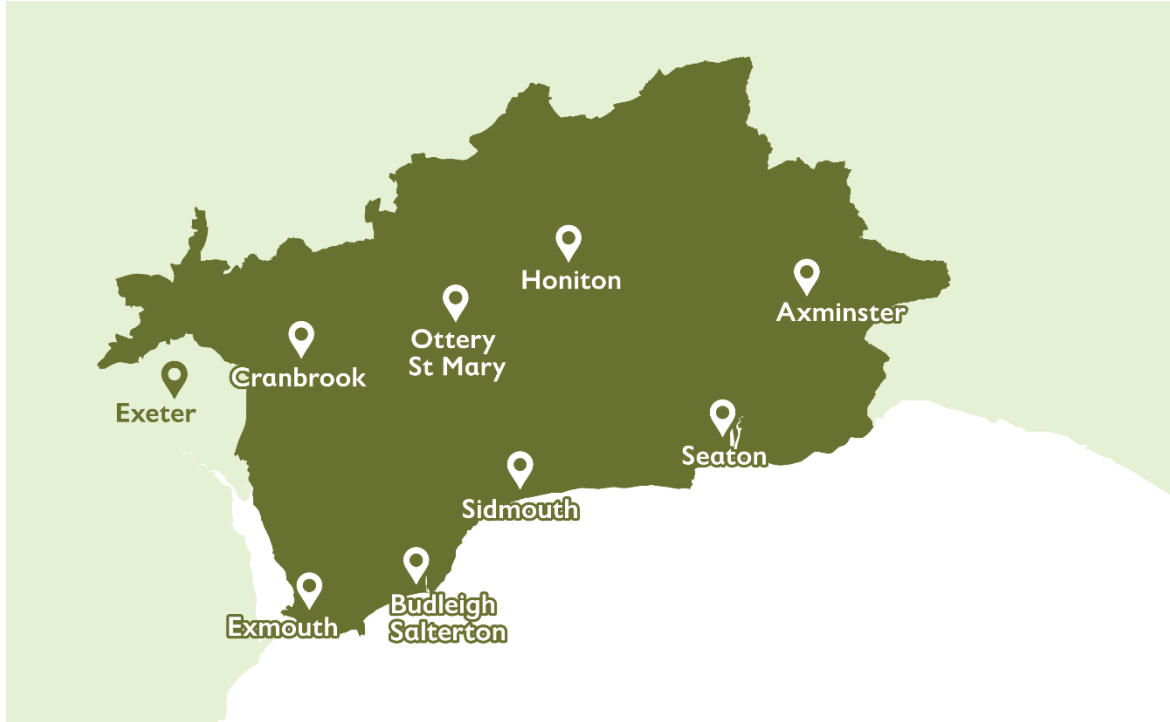 Honiton
Axminster
Ottery
St Mary
Cranbrook
Exeter
Seaton
Sidmouth
Budleigh
Salterton
Exmouth